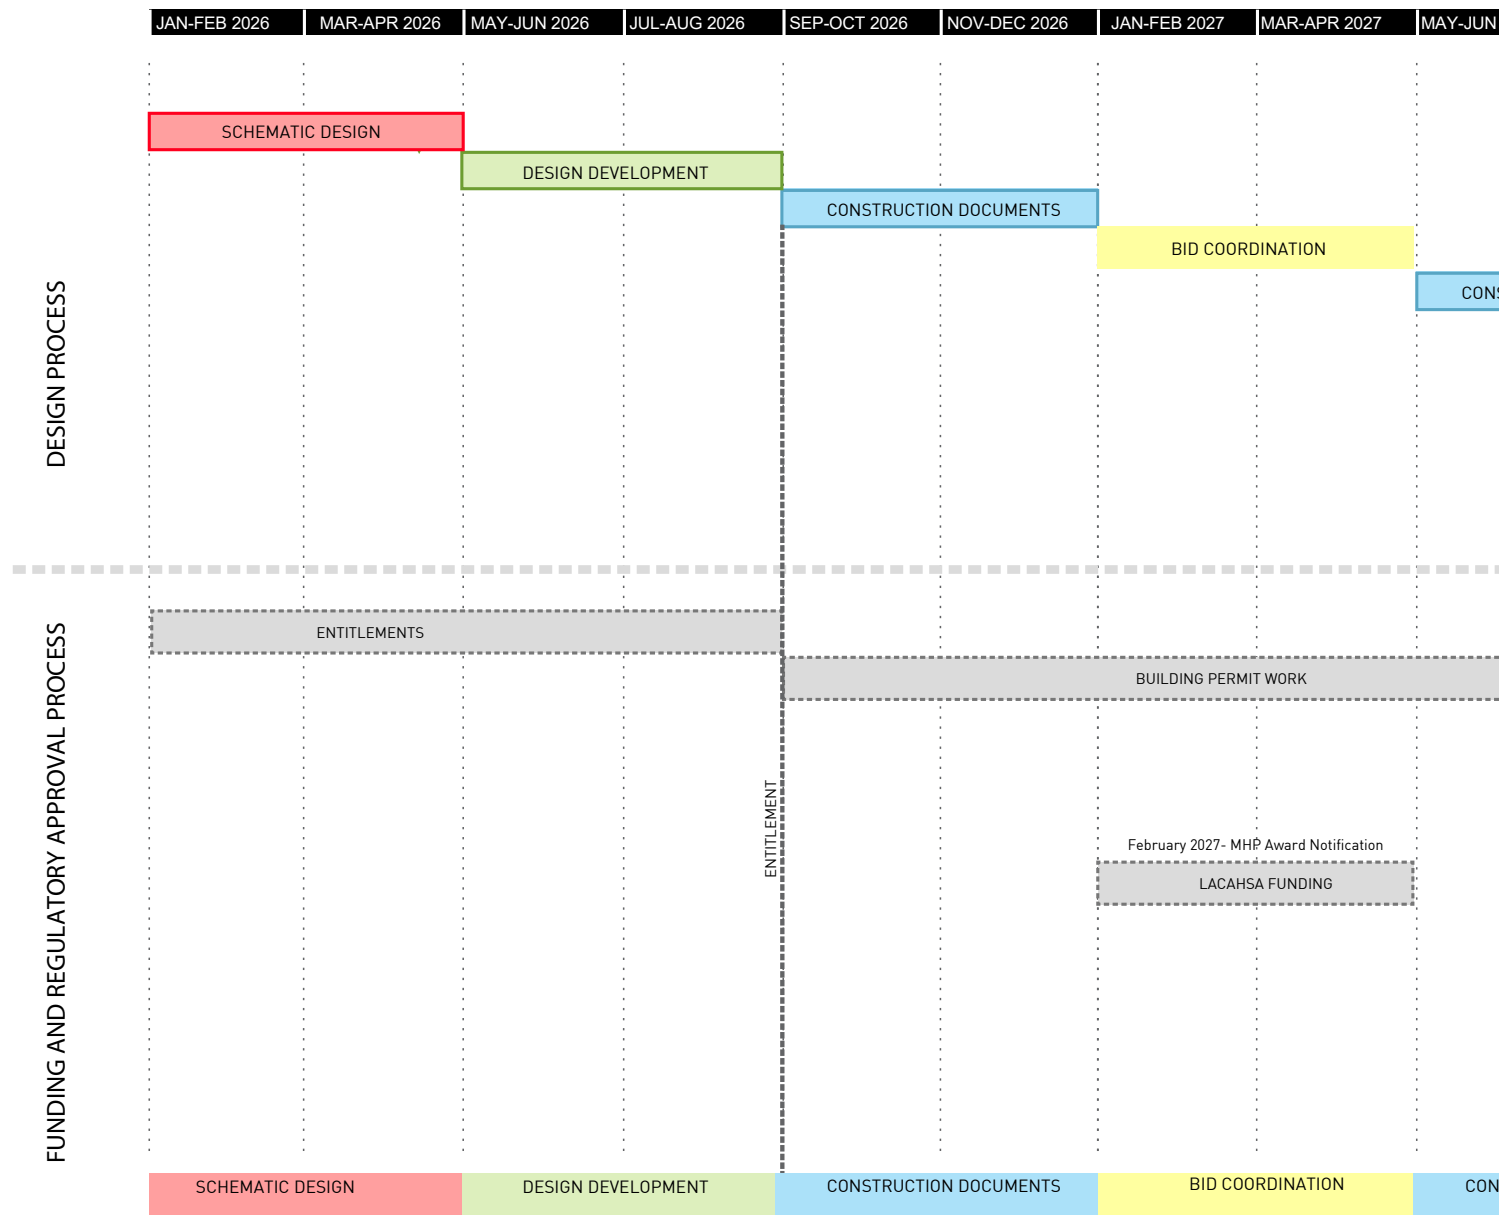 JAN-FEB 2026 MAR-APR 2026 MAY-JUN 2026 JUL-AUG 2026 SEP-OCT 2026 NOV-DEC 2026 JAN-FEB 2027 MAR-APR 2027 MAY-JUN
SCHEMATIC DESIGN
DESIGN DEVELOPMENT
CONSTRUCTION DOCUMENTS
BID COORDINATION
CONS
DESIGN PROCESS
ENTITLEMENTS
BUILDING PERMIT WORK
ENTITLEMENT
February 2027- MHP Award Notification
LACAHSA FUNDING
FUNDING AND REGULATORY APPROVAL PROCESS
SCHEMATIC DESIGN DESIGN DEVELOPMENT CONSTRUCTION DOCUMENTS BID COORDINATION CON